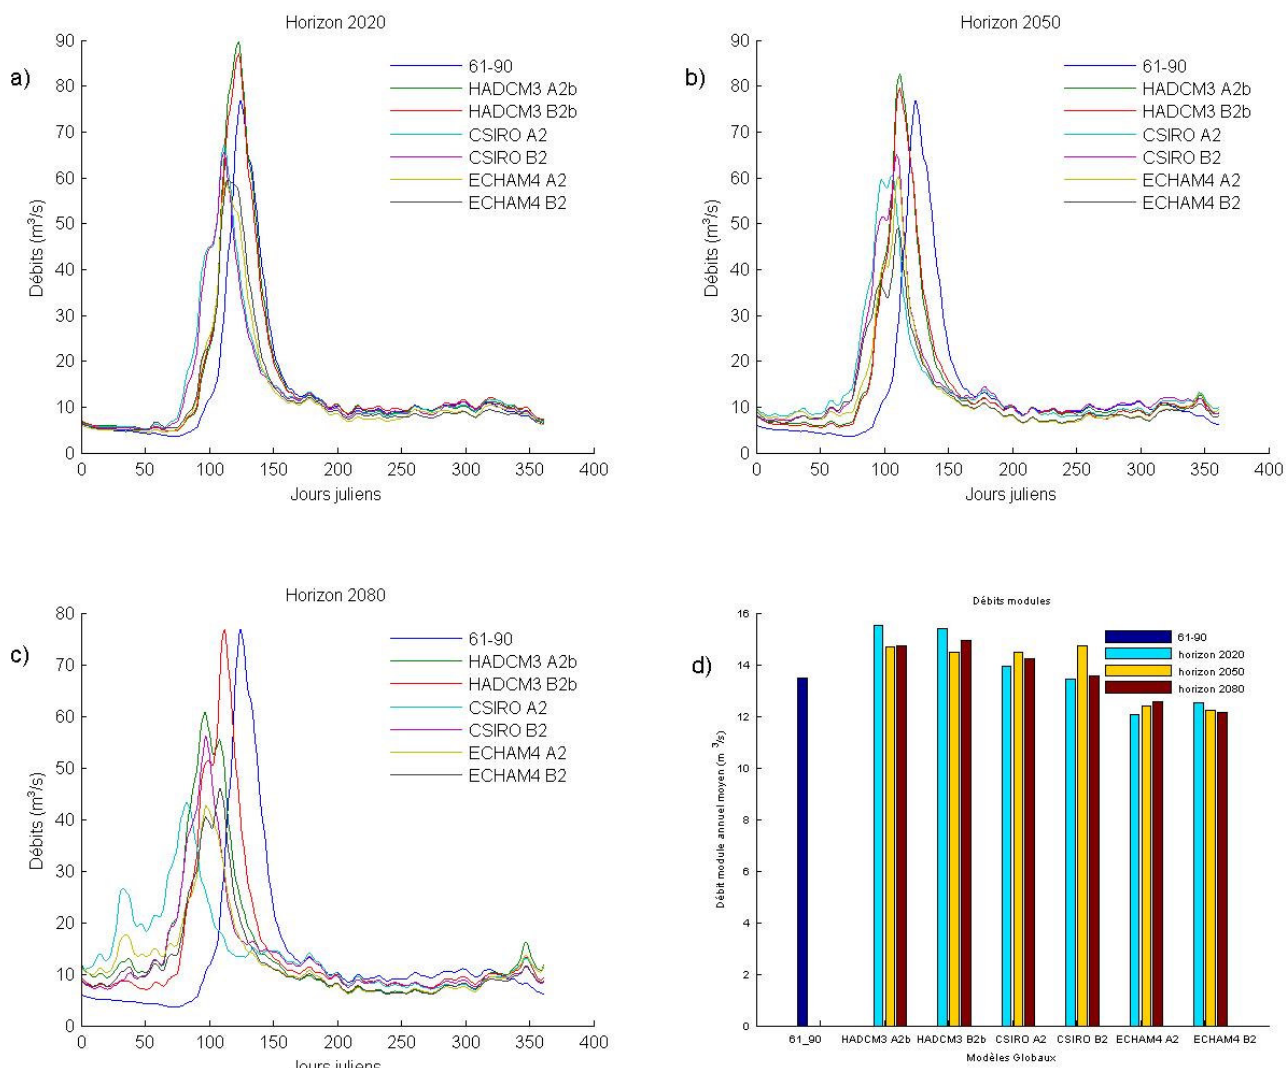 Horizon 2020
a)
90
80
70
60
50
40
30
20
10
0
Débits (m³/s)
61-90
HADCM3 A2b
HADCM3 B2b
CSIRO A2
CSIRO B2
ECHAM4 A2
ECHAM4 B2
0 50 100 150 200 250 300 350 400
Jours juliens
Horizon 2050
b)
90
80
70
60
50
40
30
20
10
0
Débits (m³/s)
61-90
HADCM3 A2b
HADCM3 B2b
CSIRO A2
CSIRO B2
ECHAM4 A2
ECHAM4 B2
0 50 100 150 200 250 300 350 400
Jours juliens
Horizon 2080
c)
80
70
60
50
40
30
20
10
0
Débits (m³/s)
61-90
HADCM3 A2b
HADCM3 B2b
CSIRO A2
CSIRO B2
ECHAM4 A2
ECHAM4 B2
0 50 100 150 200 250 300 350 400
Jours juliens
Débits modules
d)
16
14
12
10
8
6
4
2
0
Débit module annuel moyen (m³/s)
61-90
horizon 2020
horizon 2050
horizon 2080
61_90 HADCM3 A2b HADCM3 B2b CSIRO A2 CSIRO B2 ECHAM4 A2 ECHAM4 B2
Modèles Globaux